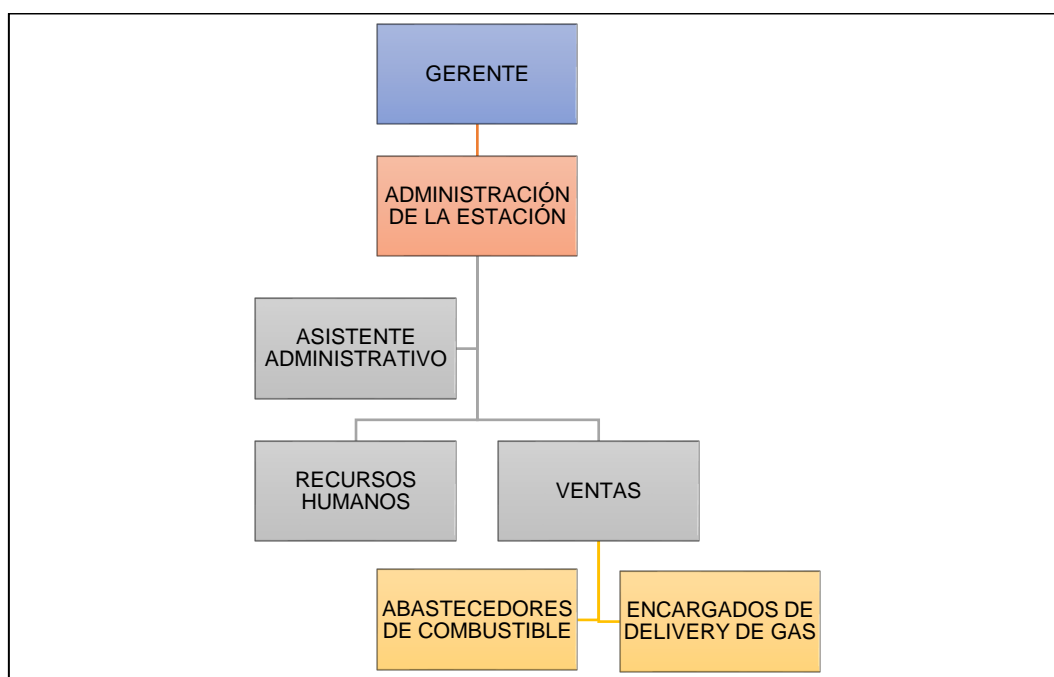 GERENTE
ADMINISTRACIÓN
DE LA ESTACIÓN
ASISTENTE
ADMINISTRATIVO
RECURSOS
HUMANOS
VENTAS
ABASTECEDORES
DE COMBUSTIBLE
ENCARGADOS DE
DELIVERY DE GAS